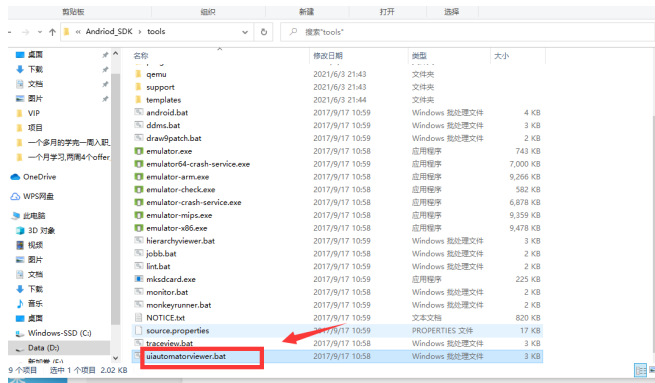 剪贴板 组织 新建 打开 选择
« Andriod_SDK › tools 搜索"tools"
名称 修改日期 类型 大小
桌面
下载
文档
图片
VIP
项目
一个多月的学完一周入职_
一个月学习,两周4个offer
OneDrive
WPS网盘
此电脑
3D 对象
视频
图片
文档
下载
音乐
桌面
Windows-SSD (C:)
Data (D:)
qemu 2021/6/3 21:43 文件夹
support 2021/6/3 21:43 文件夹
templates 2021/6/3 21:44 文件夹
android.bat 2017/9/17 10:59 Windows 批处理文件 4 KB
ddms.bat 2017/9/17 10:59 Windows 批处理文件 3 KB
draw9patch.bat 2017/9/17 10:59 Windows 批处理文件 2 KB
emulator.exe 2017/9/17 10:58 应用程序 743 KB
emulator64-crash-service.exe 2017/9/17 10:58 应用程序 7,000 KB
emulator-arm.exe 2017/9/17 10:58 应用程序 9,266 KB
emulator-check.exe 2017/9/17 10:58 应用程序 582 KB
emulator-crash-service.exe 2017/9/17 10:58 应用程序 6,878 KB
emulator-mips.exe 2017/9/17 10:58 应用程序 9,359 KB
emulator-x86.exe 2017/9/17 10:58 应用程序 9,478 KB
hierarchyviewer.bat 2017/9/17 10:59 Windows 批处理文件 3 KB
jobb.bat 2017/9/17 10:58 Windows 批处理文件 2 KB
lint.bat 2017/9/17 10:58 Windows 批处理文件 2 KB
mksdcard.exe 2017/9/17 10:59 应用程序 225 KB
monitor.bat 2017/9/17 10:58 Windows 批处理文件 2 KB
monkeyrunner.bat 2017/9/17 10:59 Windows 批处理文件 2 KB
NOTICE.txt 2017/9/17 10:59 文本文档 820 KB
source.properties 2017/9/17 10:59 PROPERTIES 文件 17 KB
traceview.bat 2017/9/17 10:59 Windows 批处理文件 3 KB
uiautomatorviewer.bat 2017/9/17 10:58 Windows 批处理文件 3 KB
9 个项目 选中 1 个项目 2.02 KB